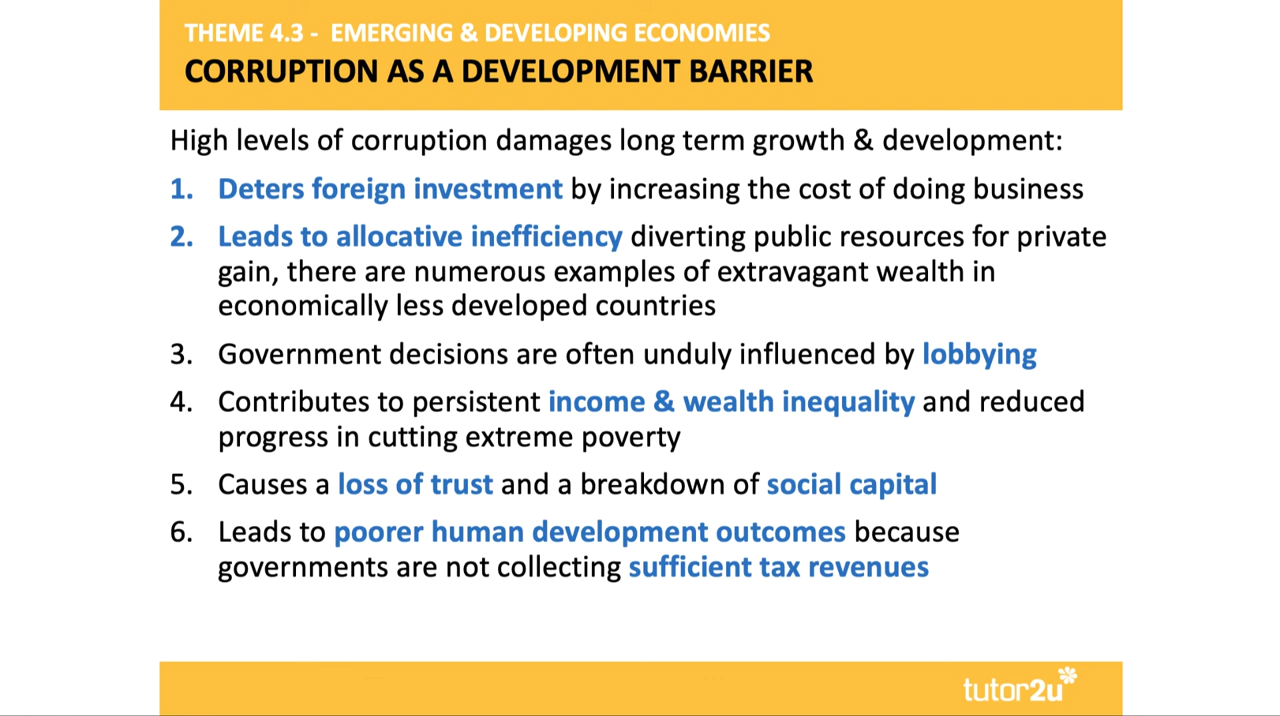 THEME 4.3 - EMERGING & DEVELOPING ECONOMIES
CORRUPTION AS A DEVELOPMENT BARRIER
High levels of corruption damages long term growth & development:
1. Deters foreign investment by increasing the cost of doing business
2. Leads to allocative inefficiency diverting public resources for private
gain, there are numerous examples of extravagant wealth in
economically less developed countries
3. Government decisions are often unduly influenced by lobbying
4. Contributes to persistent income & wealth inequality and reduced
progress in cutting extreme poverty
5. Causes a loss of trust and a breakdown of social capital
6. Leads to poorer human development outcomes because
governments are not collecting sufficient tax revenues
tutor2u